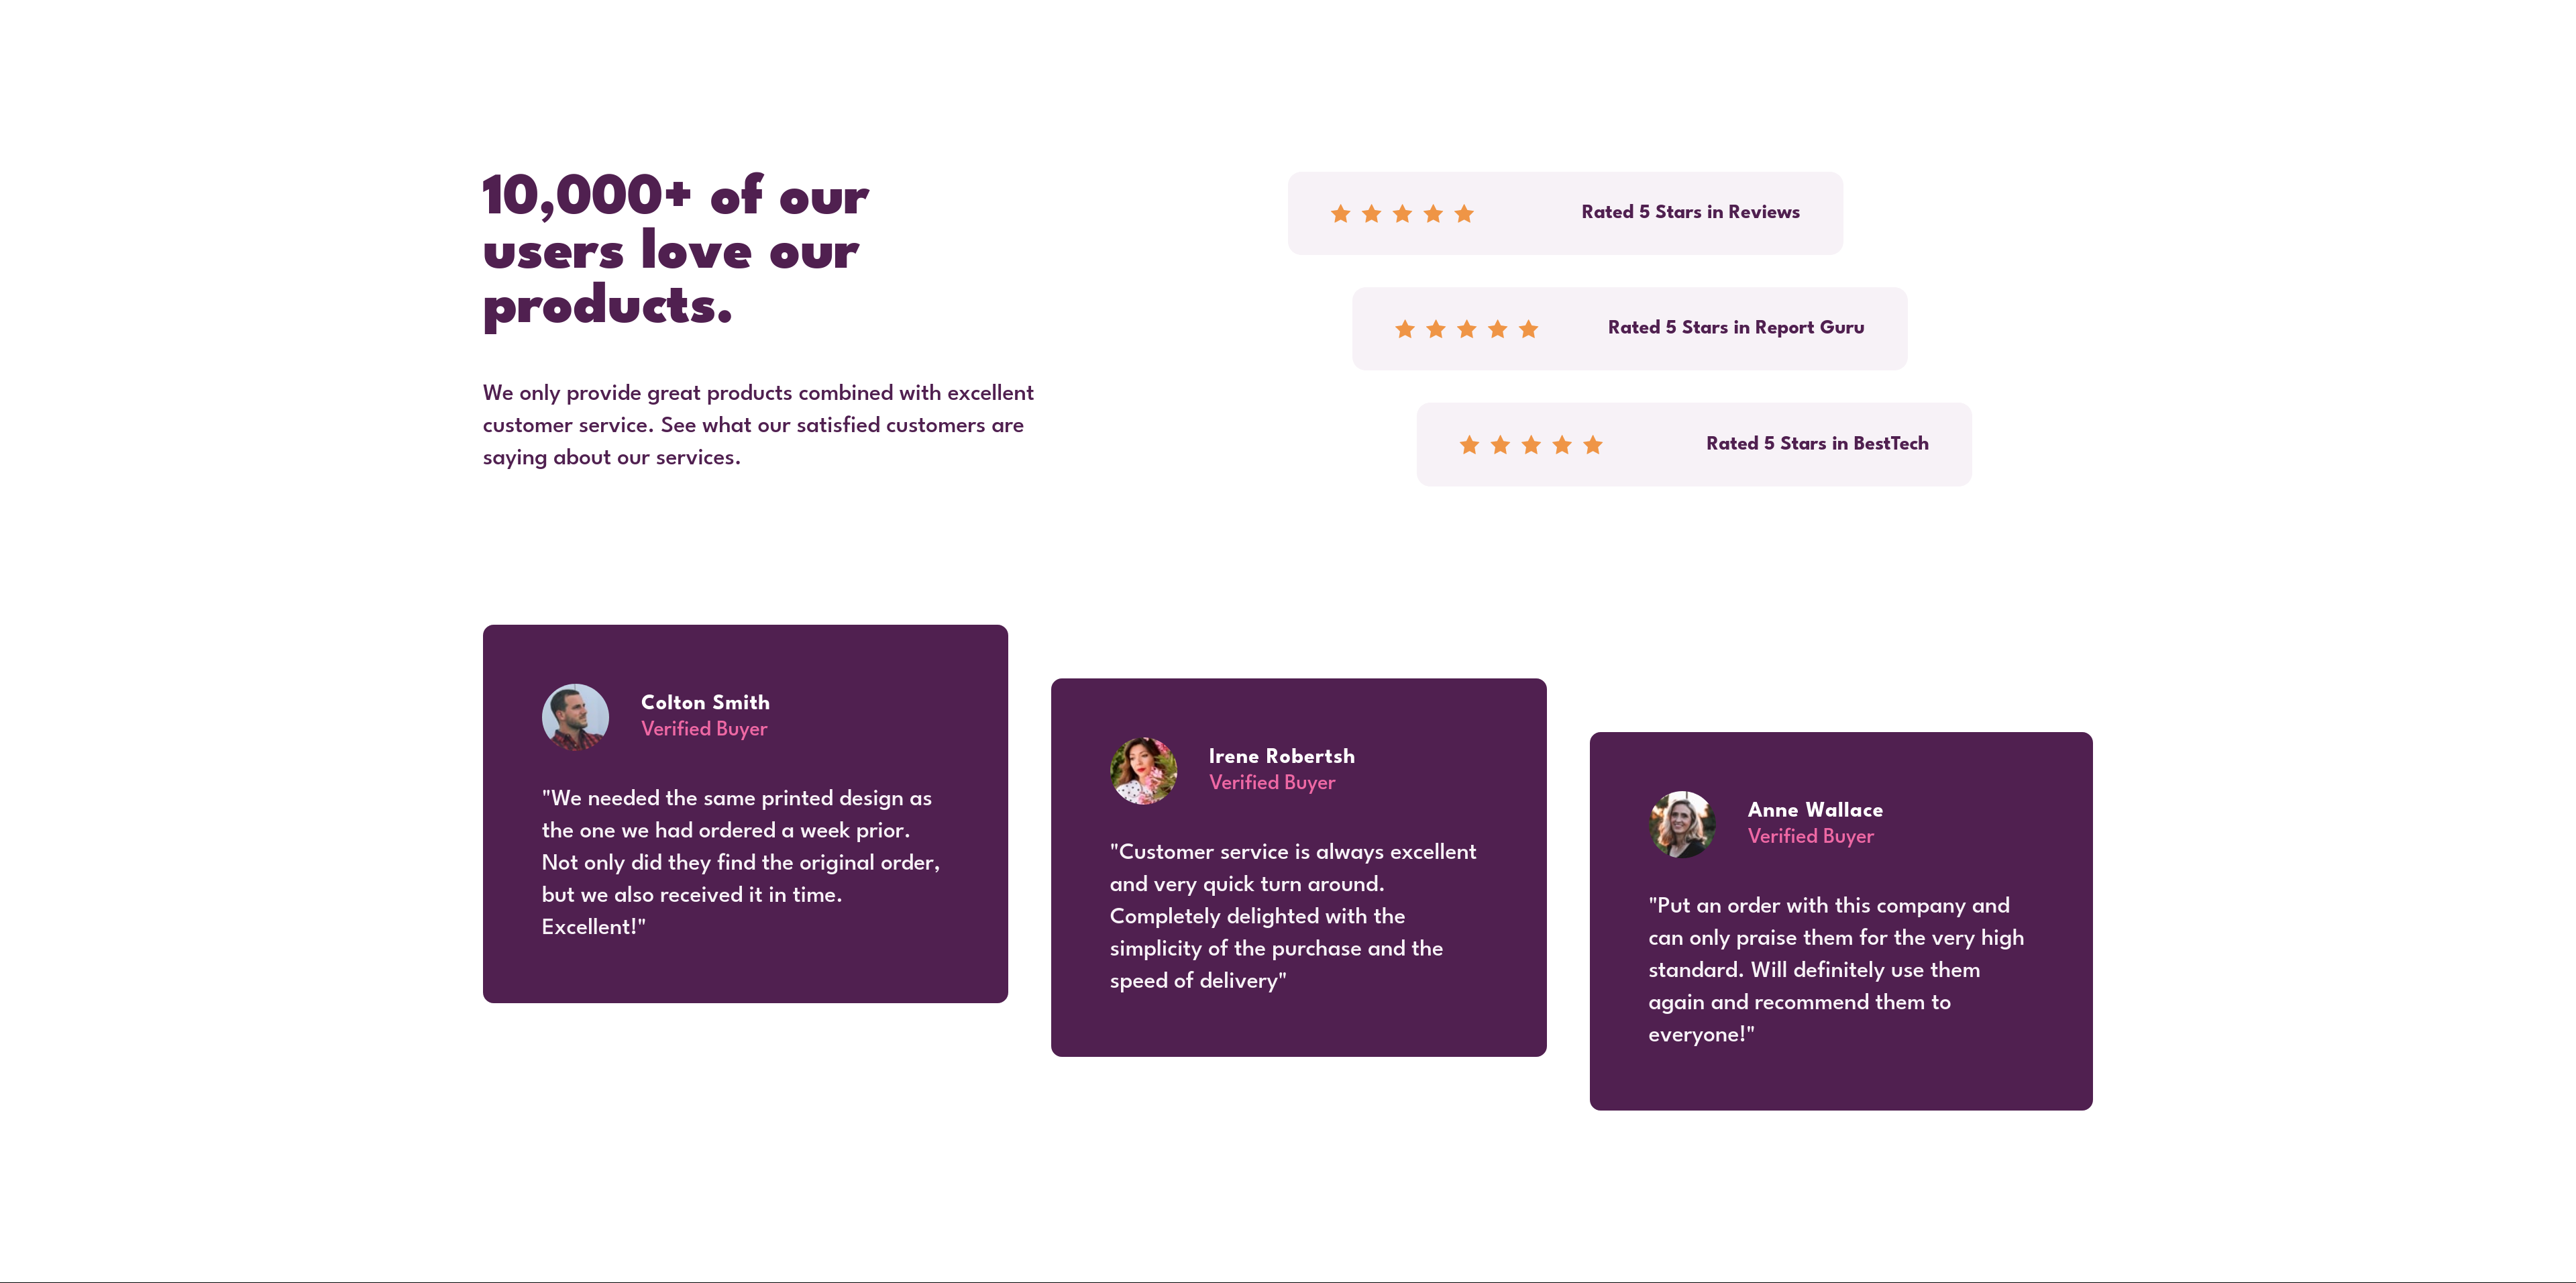 10,000+ of our
users love our
products.
We only provide great products combined with excellent
customer service. See what our satisfied customers are
saying about our services.
Rated 5 Stars in Reviews
Rated 5 Stars in Report Guru
Rated 5 Stars in BestTech
Colton Smith
Verified Buyer
"We needed the same printed design as
the one we had ordered a week prior.
Not only did they find the original order,
but we also received it in time.
Excellent!"
Irene Robertsh
Verified Buyer
"Customer service is always excellent
and very quick turn around.
Completely delighted with the
simplicity of the purchase and the
speed of delivery"
Anne Wallace
Verified Buyer
"Put an order with this company and
can only praise them for the very high
standard. Will definitely use them
again and recommend them to
everyone!"